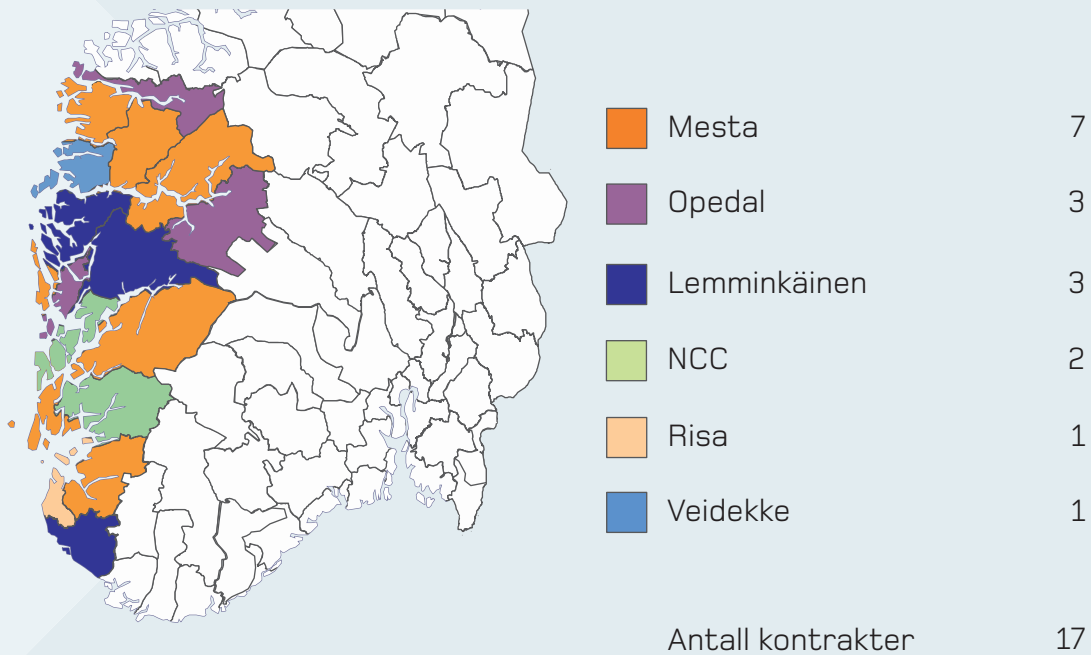 Mesta 7
Opedal 3
Lemminkäinen 3
NCC 2
Risa 1
Veidekke 1
Antall kontrakter 17